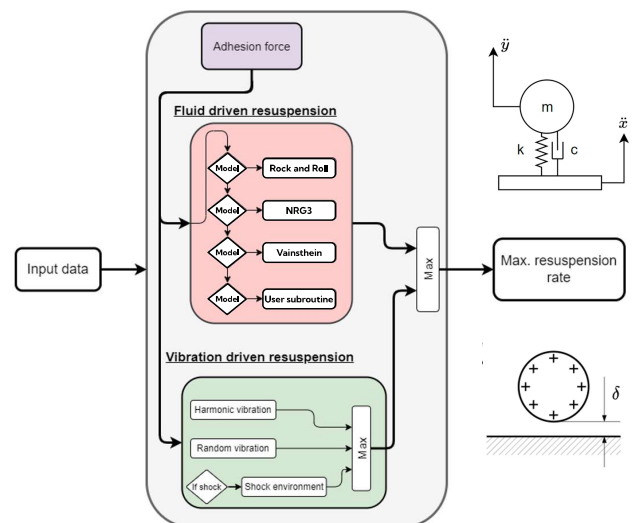 Adhesion force
Fluid driven resuspension
Model
Rock and Roll
Model
NRG3
Model
Vainsthein
Model
User subroutine
Input data
Max
Max. resuspension
rate
Vibration driven resuspension
Harmonic vibration
Random vibration
If shock
Shock environment
Max
ÿ
m
ẍ
k
c
+ + + + + + + +
δ